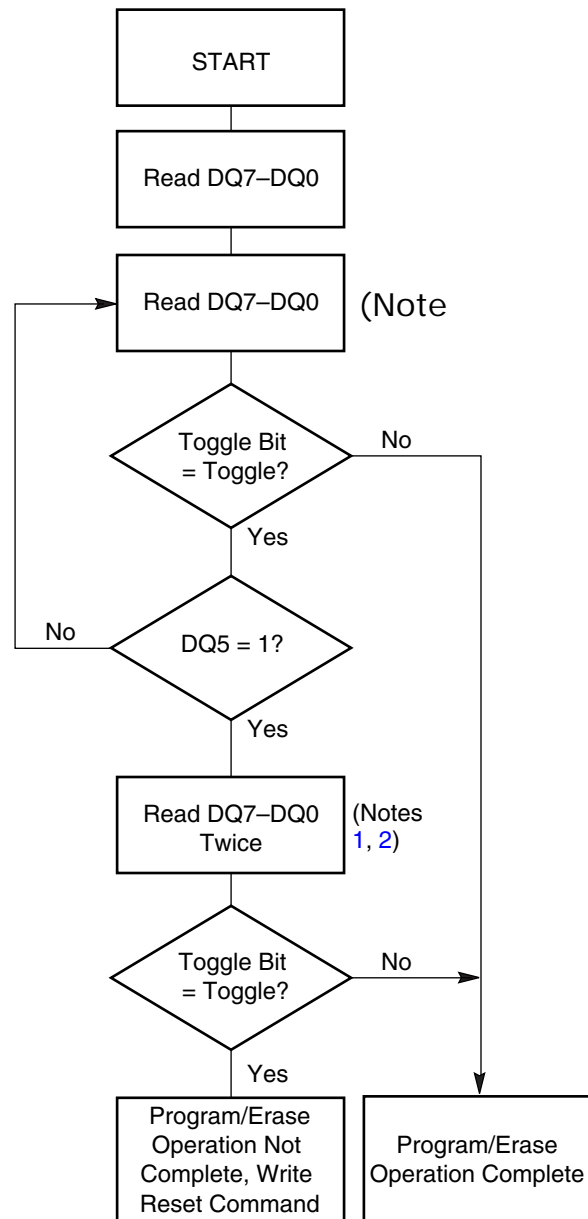 START
Read DQ7–DQ0
Read DQ7–DQ0
(Note
Toggle Bit
= Toggle?
No
Yes
No
DQ5 = 1?
Yes
Read DQ7–DQ0
Twice
(Notes
1, 2)
Toggle Bit
= Toggle?
No
Yes
Program/Erase
Operation Not
Complete, Write
Reset Command
Program/Erase
Operation Complete